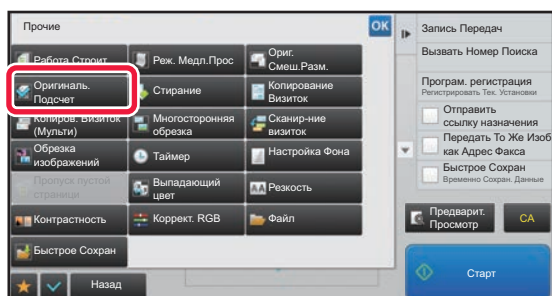 Прочие
OK
Работа Строит
Реж. Медл.Прос
Ориг.
Смеш.Разм.
Оригиналь.
Подсчет
Стирание
Копирование
Визиток
Копиров. Визиток
(Мульти)
Многосторонняя
обрезка
Сканир-ние
визиток
Обрезка
изображений
Таймер
Настройка Фона
Пропуск пустой
страници
Выпадающий
цвет
Резкость
Контрастность
Коррект. RGB
Файл
Быстрое Сохран
Назад
Запись Передач
Вызвать Номер Поиска
Програм. регистрация
Регистрировать Тек. Установки
Отправить
ссылку назначения
Передать То Же Изоб
как Адрес Факса
Быстрое Сохран
Временно Сохран. Данные
Предварит.
Просмотр
CA
Старт